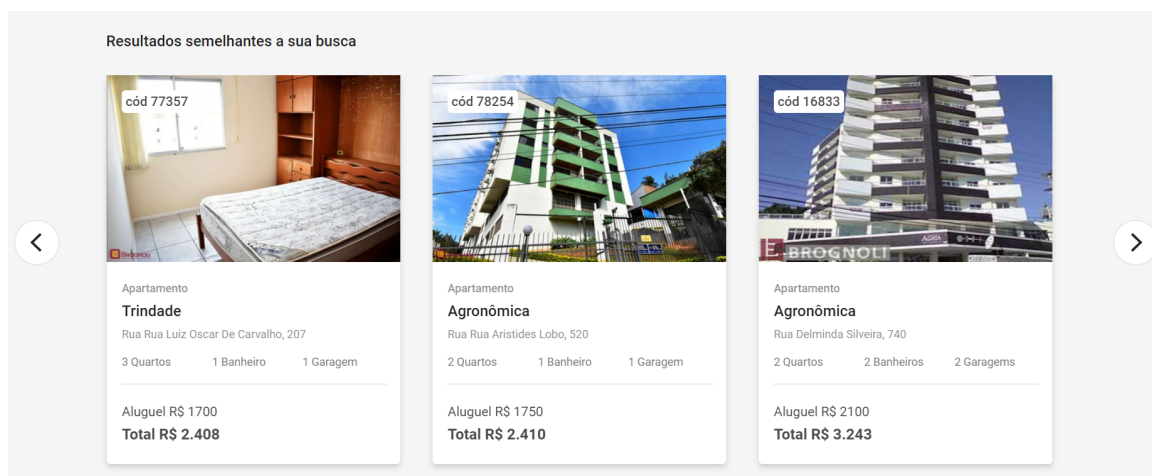 Resultados semelhantes a sua busca
cód 77357
BROGNOLI
Apartamento
Trindade
Rua Rua Luiz Oscar De Carvalho, 207
3 Quartos 1 Banheiro 1 Garagem
Aluguel R$ 1700
Total R$ 2.408
cód 78254
Apartamento
Agronômica
Rua Rua Aristides Lobo, 520
2 Quartos 1 Banheiro 1 Garagem
Aluguel R$ 1750
Total R$ 2.410
cód 16833
BROGNOLI
Apartamento
Agronômica
Rua Delminda Silveira, 740
2 Quartos 2 Banheiros 2 Garagems
Aluguel R$ 2100
Total R$ 3.243